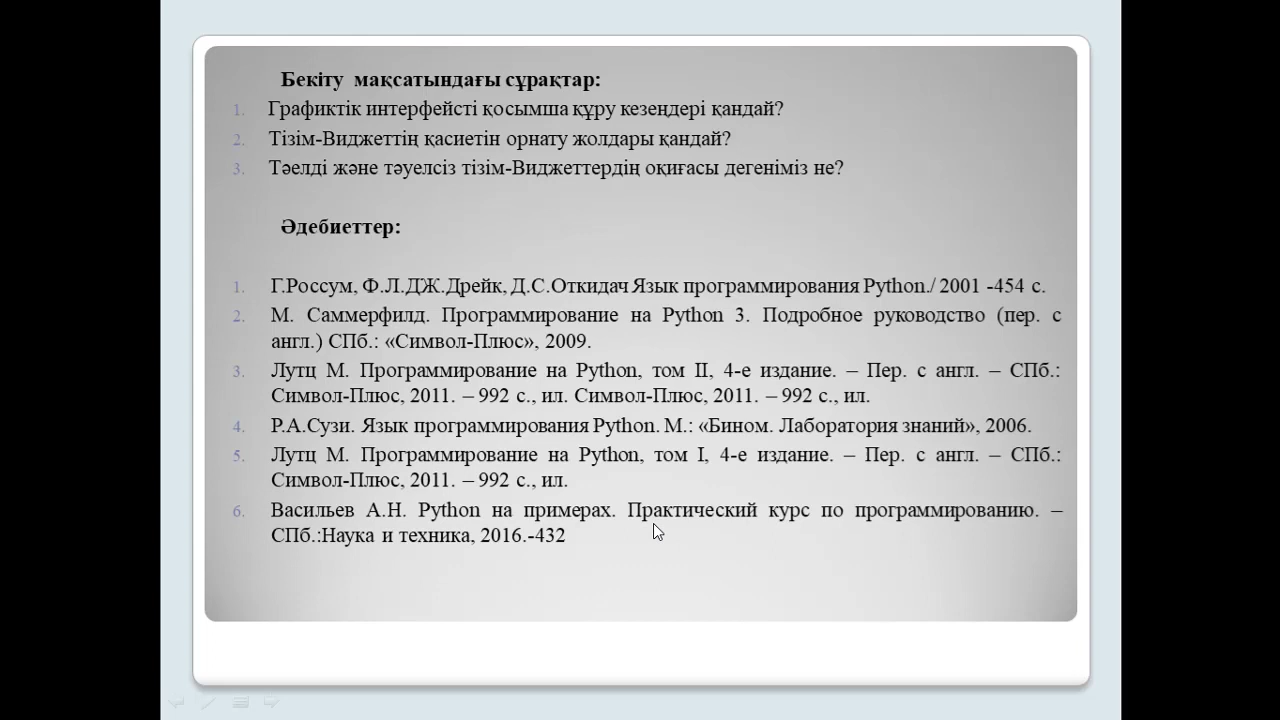 Бекіту мақсатындағы сұрақтар:
1. Графиктік интерфейсті қосымша құру кезеңдері қандай?
2. Тізім-Виджеттің қасиетін орнату жолдары қандай?
3. Тәелді және тәуелсіз тізім-Виджеттердің оқиғасы дегеніміз не?
Әдебиеттер:
1. Г.Россум, Ф.Л.ДЖ.Дрейк, Д.С.Откидач Язык программирования Python./ 2001 -454 с.
2. М. Саммерфилд. Программирование на Python 3. Подробное руководство (пер. с
англ.) СПб.: «Символ-Плюс», 2009.
3. Лутц М. Программирование на Python, том II, 4-е издание. – Пер. с англ. – СПб.:
Символ-Плюс, 2011. – 992 с., ил. Символ-Плюс, 2011. – 992 с., ил.
4. Р.А.Сузи. Язык программирования Python. М.: «Бином. Лаборатория знаний», 2006.
5. Лутц М. Программирование на Python, том I, 4-е издание. – Пер. с англ. – СПб.:
Символ-Плюс, 2011. – 992 с., ил.
6. Васильев А.Н. Python на примерах. Практический курс по программированию. –
СПб.:Наука и техника, 2016.-432